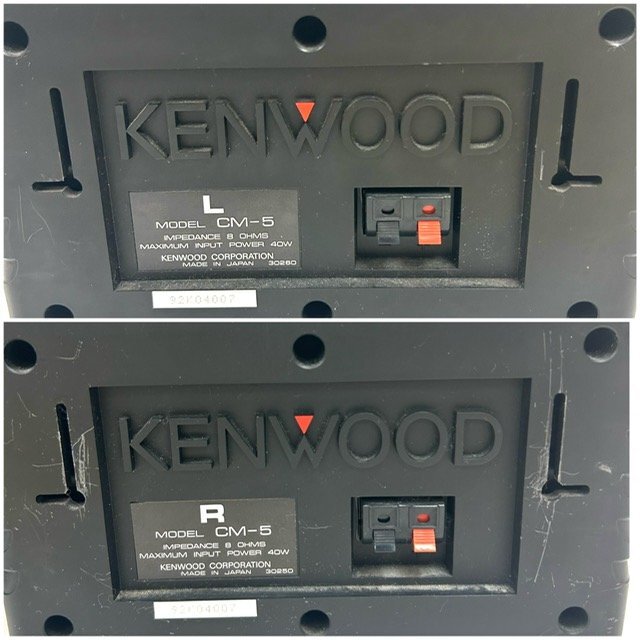 KENWOOD
L
MODEL CM-5
IMPEDANCE 8 OHMS
MAXIMUM INPUT POWER 40W
KENWOOD CORPORATION
MADE IN JAPAN 30250
92K04007
KENWOOD
R
MODEL CM-5
IMPEDANCE 8 OHMS
MAXIMUM INPUT POWER 40W
KENWOOD CORPORATION
MADE IN JAPAN 30250
92K04007